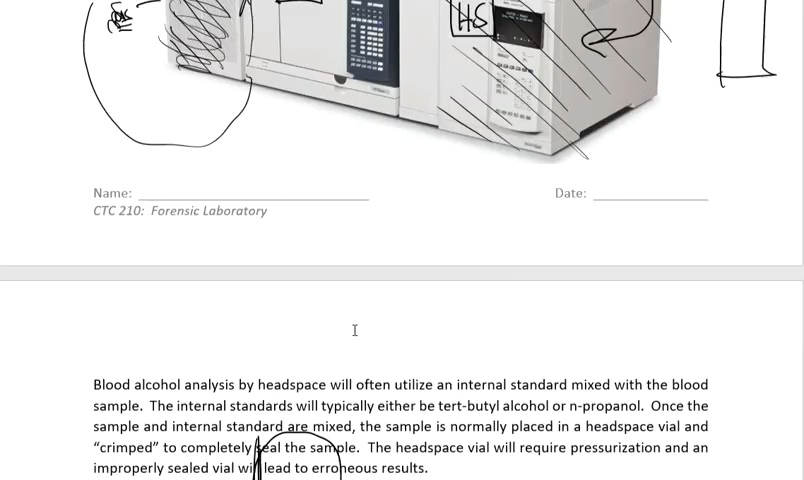 HS
Name: ______________________ Date: ___________
CTC 210: Forensic Laboratory
Blood alcohol analysis by headspace will often utilize an internal standard mixed with the blood
sample. The internal standards will typically either be tert-butyl alcohol or n-propanol. Once the
sample and internal standard are mixed, the sample is normally placed in a headspace vial and
“crimped” to completely seal the sample. The headspace vial will require pressurization and an
improperly sealed vial will lead to erroneous results.